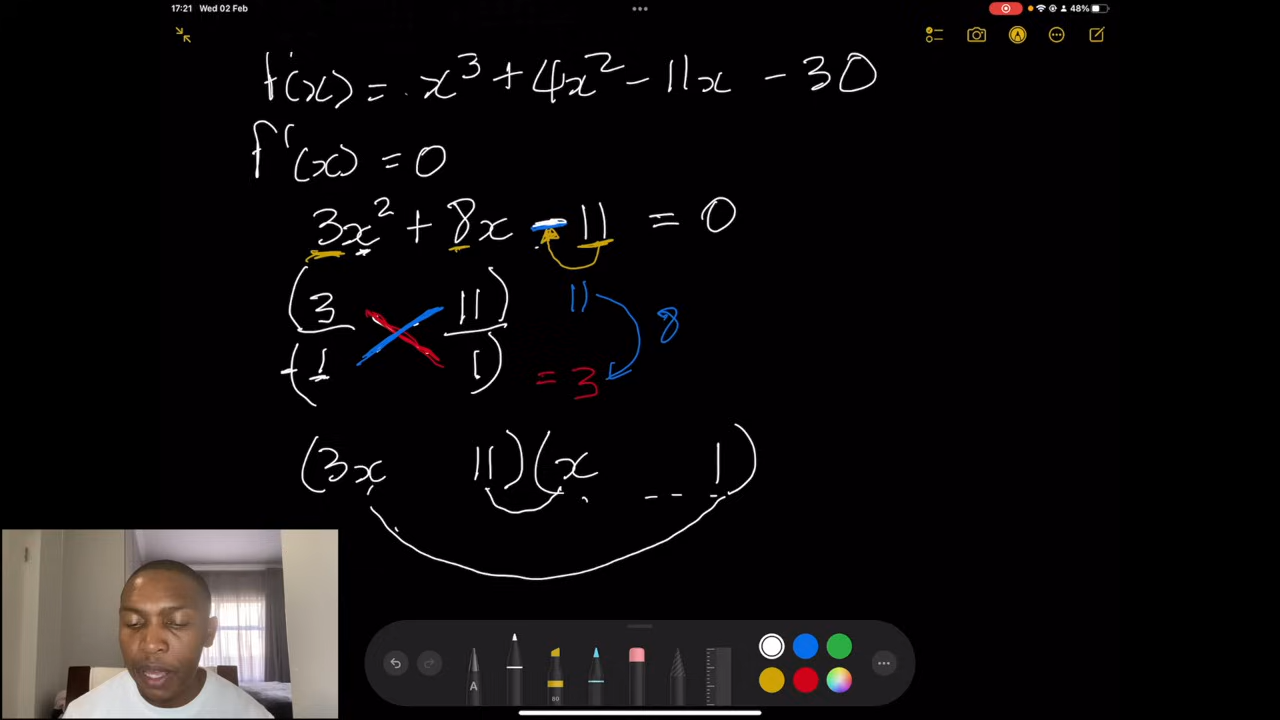 17:21 Wed 02 Feb
48%
f(x) = x³ + 4x² - 11x - 30
f'(x) = 0
3x² + 8x - 11 = 0
(3 11) 11
8
(1 1) = 3
(3x 11)(x 1)
A
80